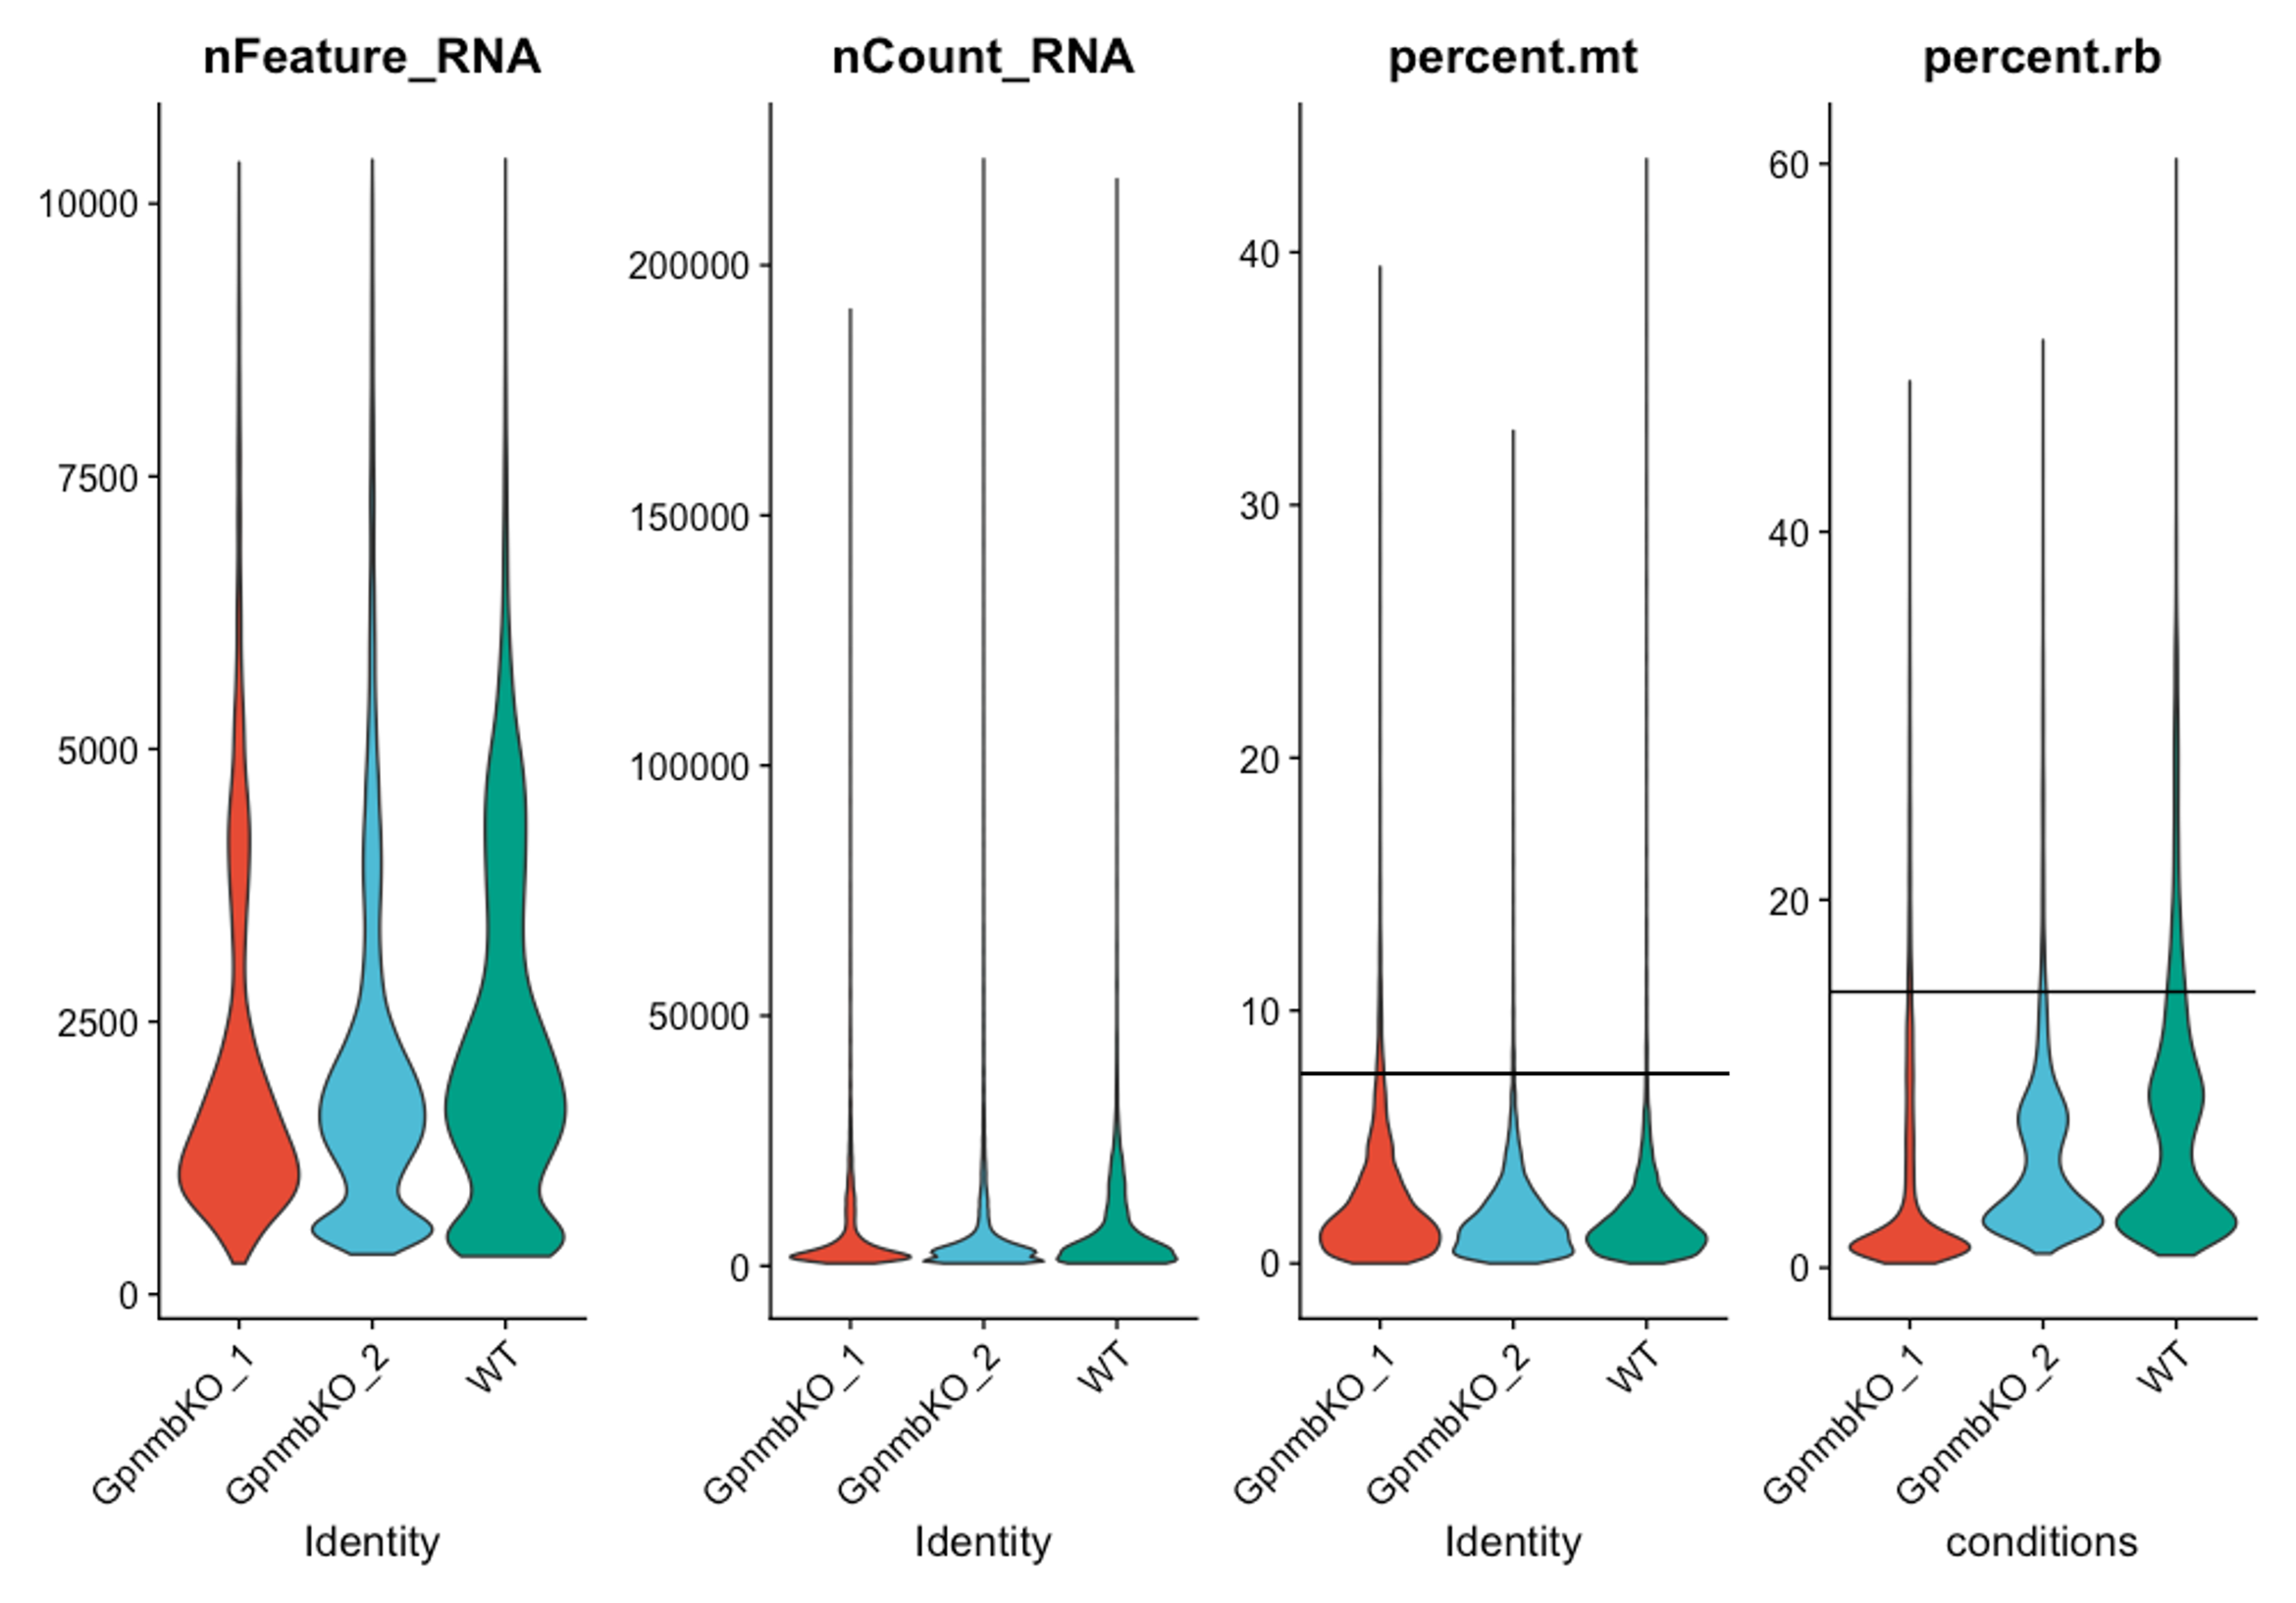 nFeature_RNA
10000
7500
5000
2500
0
GpnmbKO_1
GpnmbKO_2
WT
Identity
nCount_RNA
200000
150000
100000
50000
0
GpnmbKO_1
GpnmbKO_2
WT
Identity
percent.mt
40
30
20
10
0
GpnmbKO_1
GpnmbKO_2
WT
Identity
percent.rb
60
40
20
0
GpnmbKO_1
GpnmbKO_2
WT
conditions